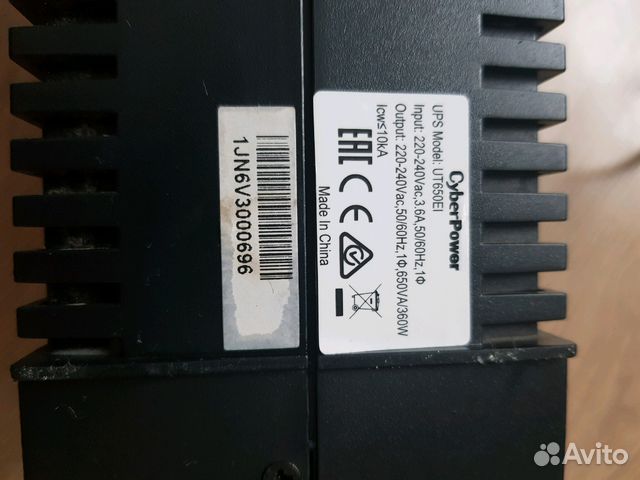 CyberPower
UPS Model: UT650EI
Input: 220-240Vac,3.6A,50/60Hz,1Φ
Output: 220-240Vac,50/60Hz,1Φ,650VA/360W
Icw≤10kA
EAC CE
Made In China
1JN6V3000696
Avito